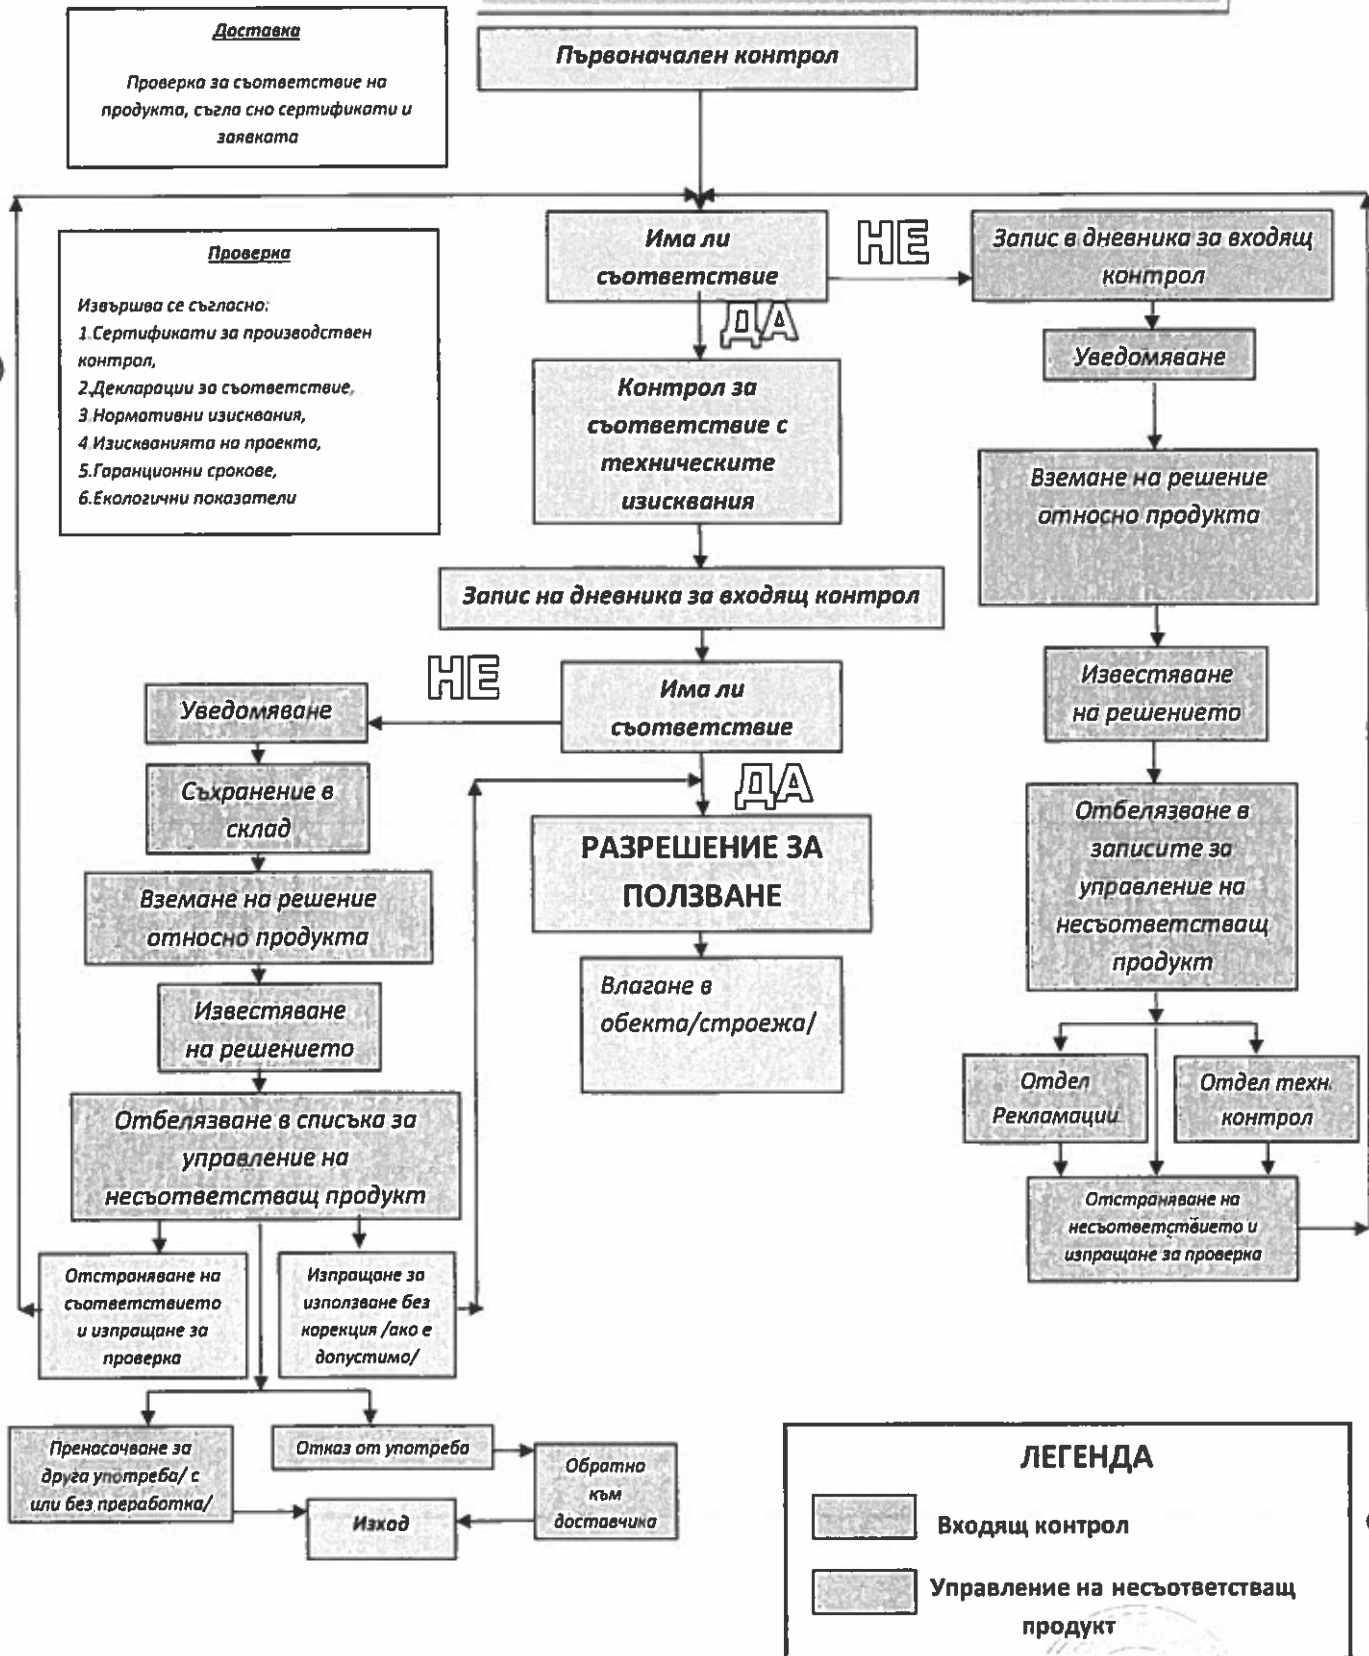 Доставка
Проверка за съответствие на
продукта, съгла сно сертификати и
заявката
Първоначален контрол
Проверка
Извършва се съгласно:
1.Сертификати за производствен
контрол,
2.Декларации за съответствие,
3.Нормативни изисквания,
4.Изискванията на проекта,
5.Гаранционни срокове,
6.Екологични показатели
Има ли
съответствие
НЕ
Запис в дневника за входящ
контрол
ДА
Уведомяване
Контрол за
съответствие с
техническите
изисквания
Вземане на решение
относно продукта
Запис на дневника за входящ контрол
Известяване
на решението
НЕ
Има ли
съответствие
Уведомяване
ДА
Съхранение в
склад
РАЗРЕШЕНИЕ ЗА
ПОЛЗВАНЕ
Отбелязване в
записите за
управление на
несъответстващ
продукт
Вземане на решение
относно продукта
Влагане в
обекта/строежа/
Известяване
на решението
Отдел
Рекламации
Отдел техн.
контрол
Отбелязване в списъка за
управление на
несъответстващ продукт
Отстраняване на
несъответствието и
изпращане за проверка
Отстраняване на
съответствието
и изпращане за
проверка
Изпращане за
използване без
корекция /ако е
допустимо/
Пренасочване за
друга употреба/ с
или без преработка/
Отказ от употреба
Обратно
към
доставчика
Изход
ЛЕГЕНДА
Входящ контрол
Управление на несъответстващ
продукт